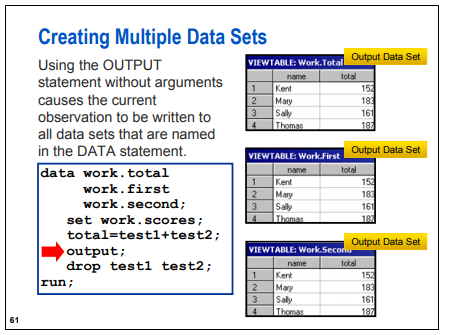 Creating Multiple Data Sets
Using the OUTPUT
statement without arguments
causes the current
observation to be written to
all data sets that are named
in the DATA statement.
data work.total
work.first
work.second;
set work.scores;
total=test1+test2;
output;
drop test1 test2;
run;
Output Data Set
VIEWTABLE: Work.Total
name total
1 Kent 152
2 Mary 183
3 Sally 161
4 Thomas 187
Output Data Set
VIEWTABLE: Work.First
name total
1 Kent 152
2 Mary 183
3 Sally 161
4 Thomas 187
Output Data Set
VIEWTABLE: Work.Second
name total
1 Kent 152
2 Mary 183
3 Sally 161
4 Thomas 187
61